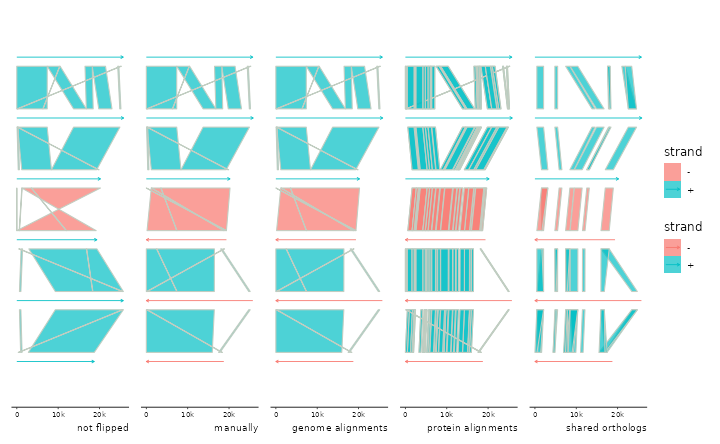 strand
-
+
strand
-
+
0 10k 20k 0 10k 20k 0 10k 20k 0 10k 20k 0 10k 20k
not flipped manually genome alignments protein alignments shared orthologs